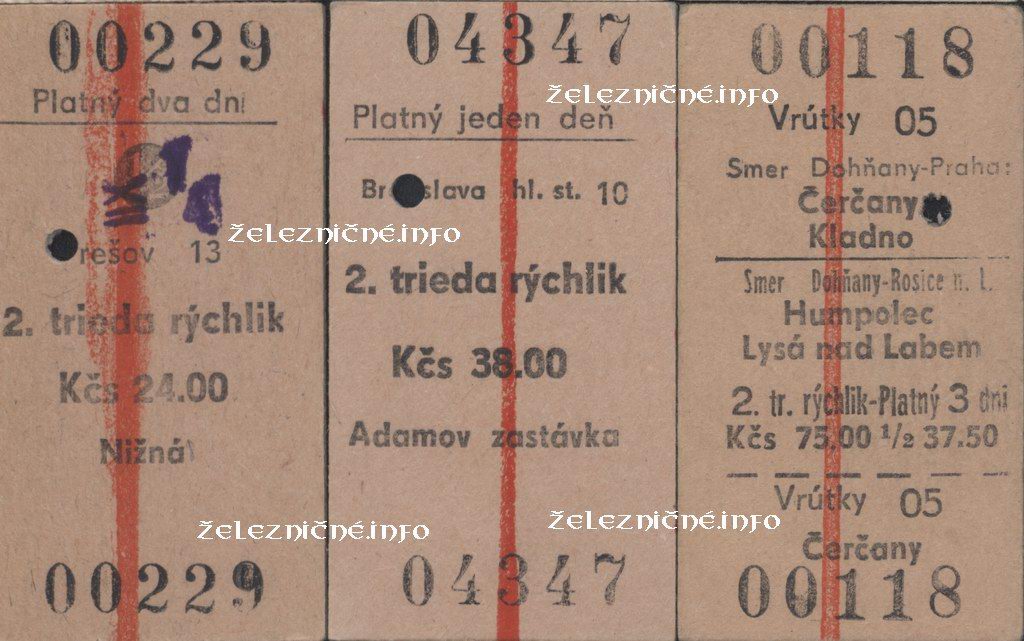 00229
Platný dva dni
rešov 13
2. trieda rýchlik
Kčs 24.00
Nižná
00229
04347
Platný jeden deň
Br slava hl. st. 10
2. trieda rýchlik
Kčs 38.00
Adamov zastávka
04347
00118
Vrútky 05
Smer Dohňany-Praha:
Čerčany
Kladno
Smer Dohňany-Rosice n. L.
Humpolec
Lysá nad Labem
2. tr. rýchlik-Platný 3 dni
Kčs 75,00 1/2 37.50
Vrútky 05
Čerčany
00118
železničné.info
železničné.info
železničné.info
železničné.info